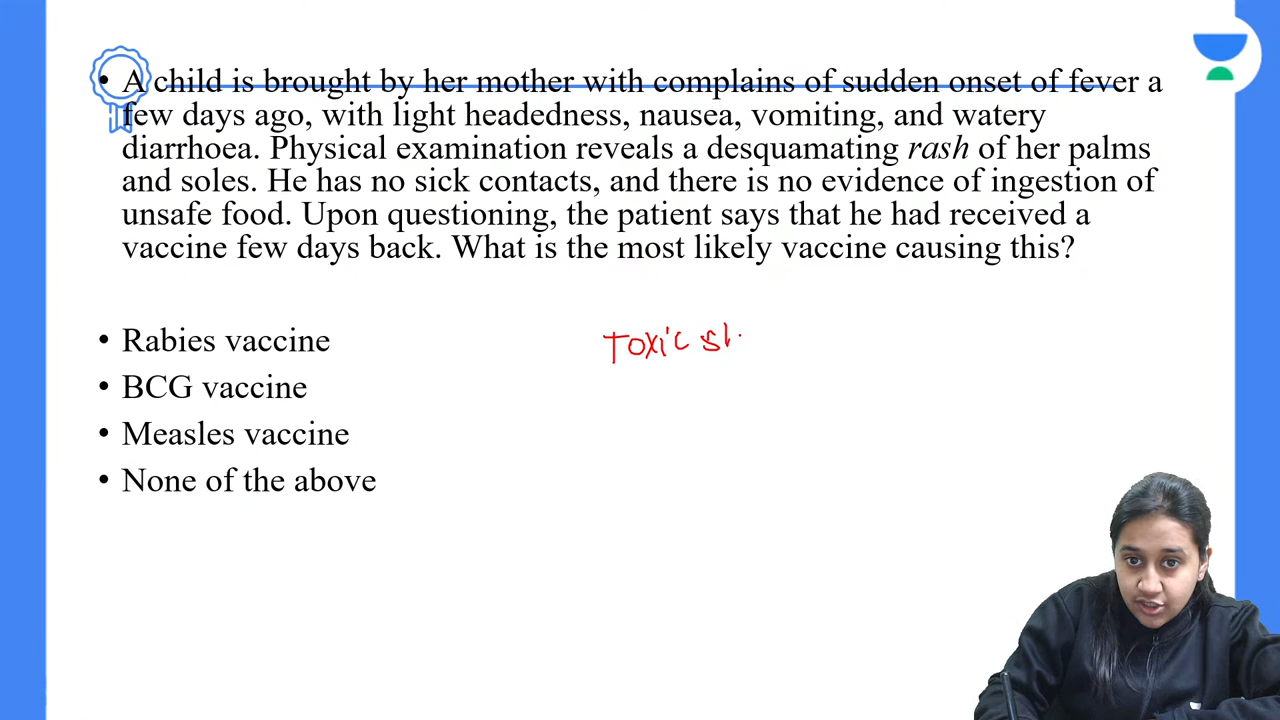 • A child is brought by her mother with complains of sudden onset of fever a
few days ago, with light headedness, nausea, vomiting, and watery
diarrhoea. Physical examination reveals a desquamating rash of her palms
and soles. He has no sick contacts, and there is no evidence of ingestion of
unsafe food. Upon questioning, the patient says that he had received a
vaccine few days back. What is the most likely vaccine causing this?
• Rabies vaccine
TOXIC
• BCG vaccine
• Measles vaccine
• None of the above